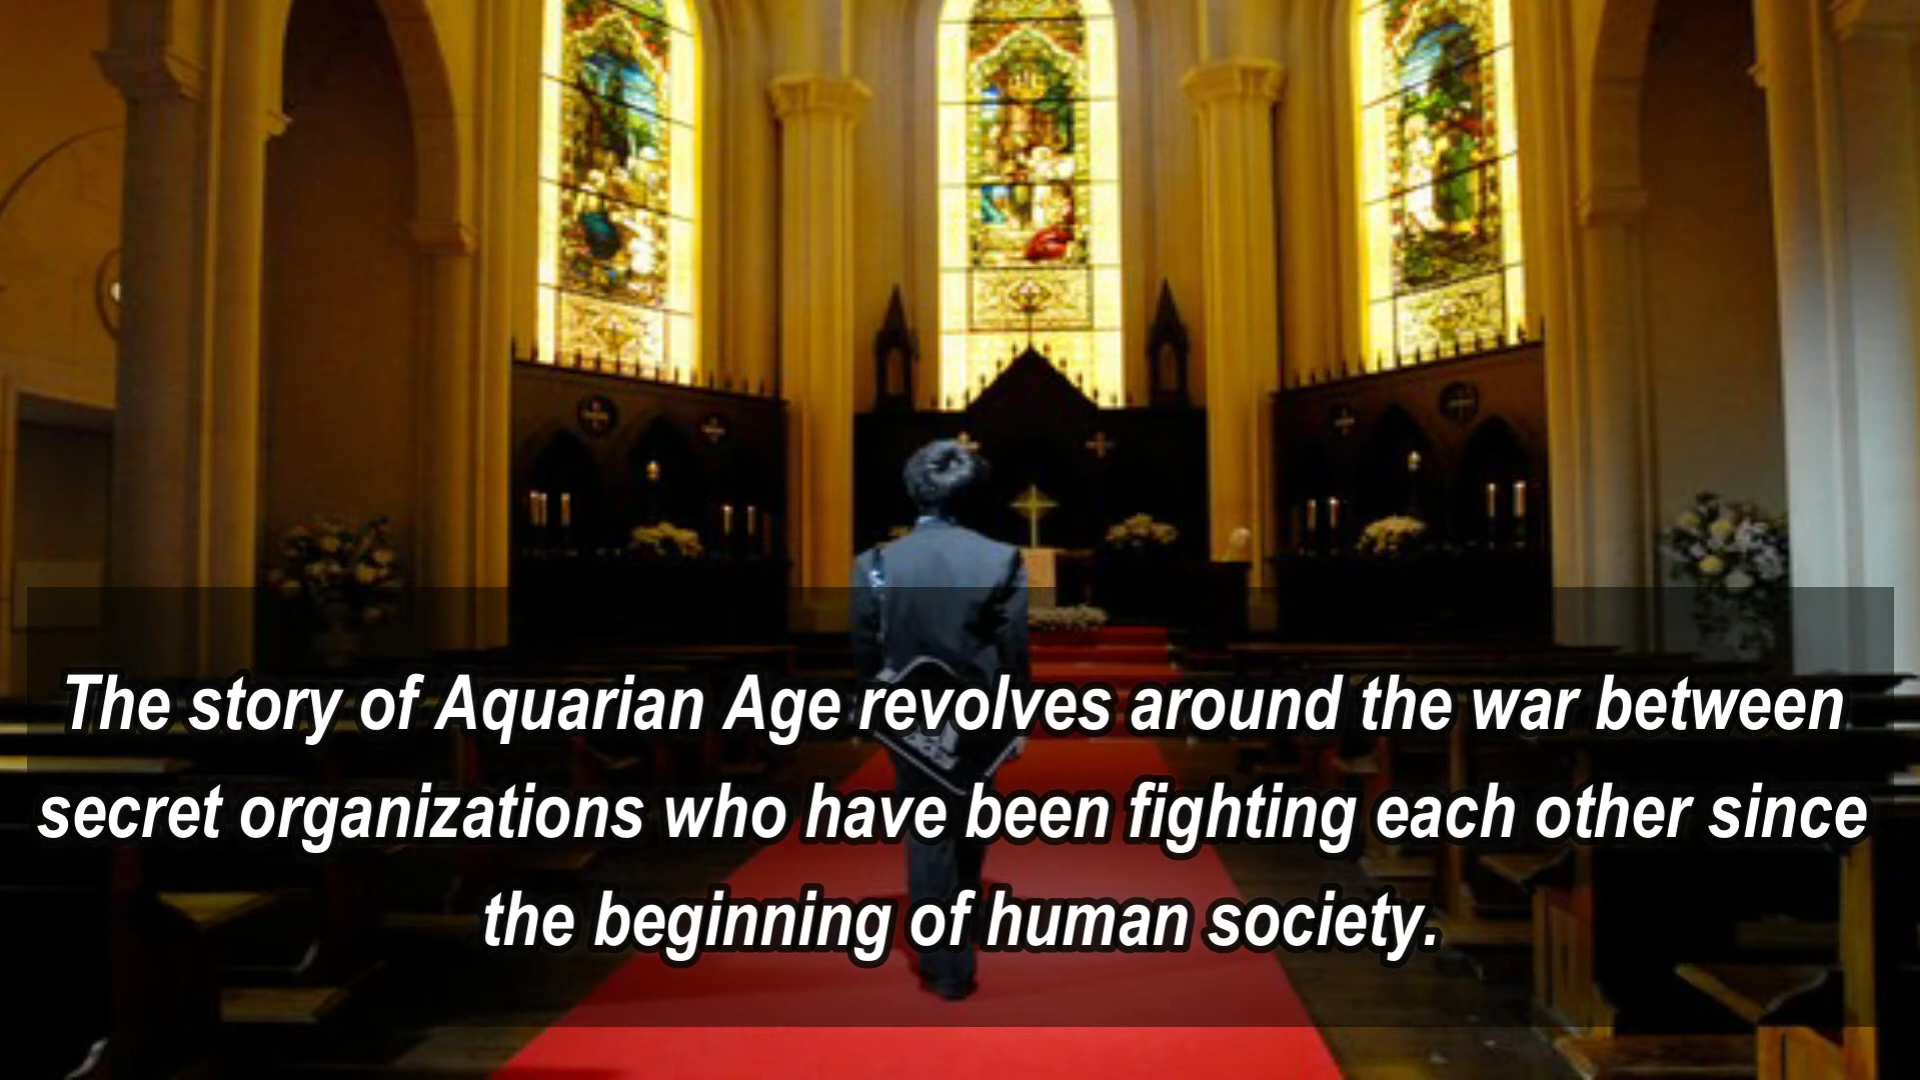 The story of Aquarian Age revolves around the war between
secret organizations who have been fighting each other since
the beginning of human society.